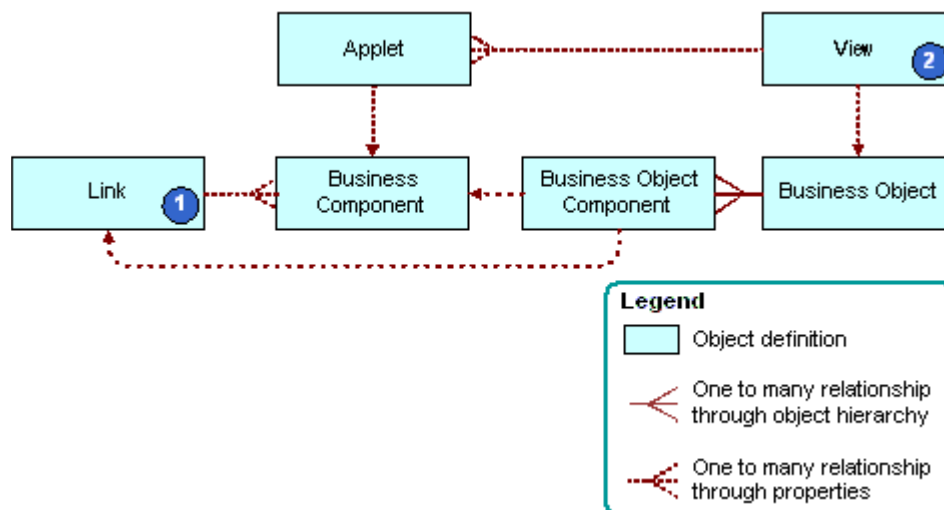 Applet
View
2
Link
1
Business
Component
Business Object
Component
Business Object
Legend
Object definition
One to many relationship
through object hierarchy
One to many relationship
through properties